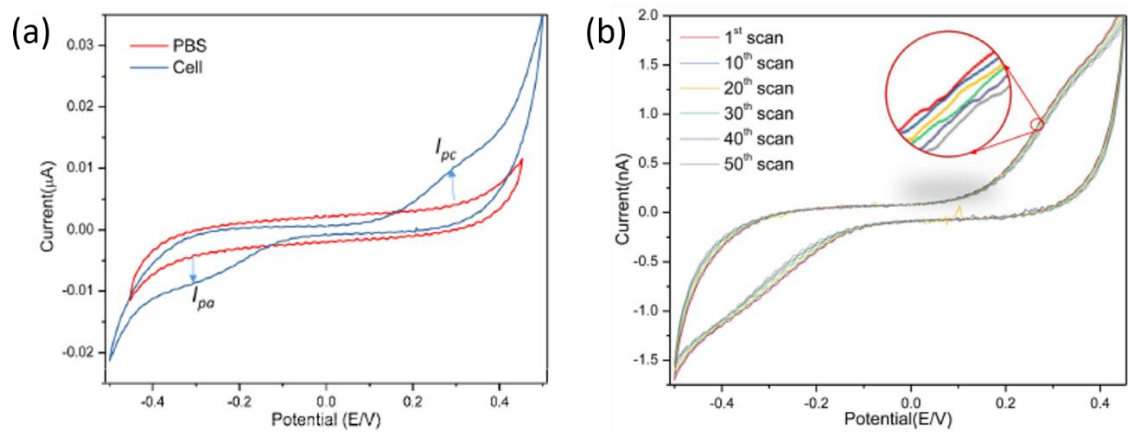 (a)
PBS
Cell
I_pc
I_pa
0.03
0.02
0.01
0.00
-0.01
-0.02
Current(μA)
-0.4 -0.2 0.0 0.2 0.4
Potential (E/V)
(b)
1st scan
10th scan
20th scan
30th scan
40th scan
50th scan
2.0
1.5
1.0
0.5
0.0
-0.5
-1.0
-1.5
Current(nA)
-0.4 -0.2 0.0 0.2 0.4
Potential(E/V)